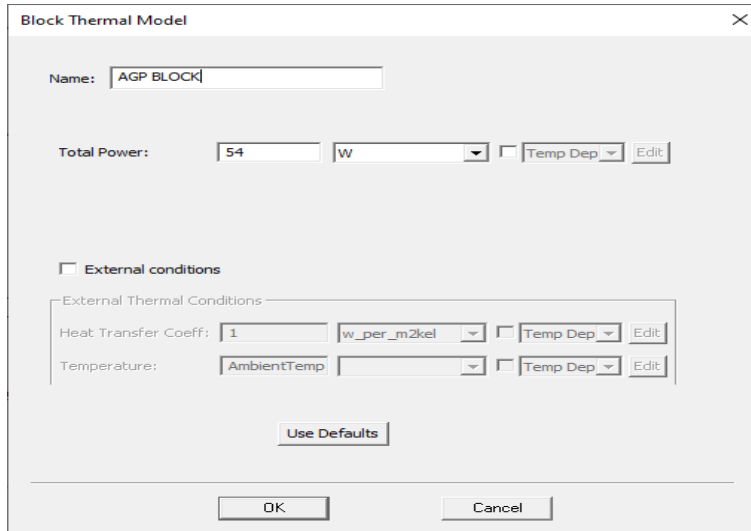 Block Thermal Model
Name: AGP BLOCK
Total Power: 54 W Temp Dep Edit
External conditions
External Thermal Conditions
Heat Transfer Coeff: 1 w_per_m2kel Temp Dep Edit
Temperature: AmbientTemp Temp Dep Edit
Use Defaults
OK Cancel